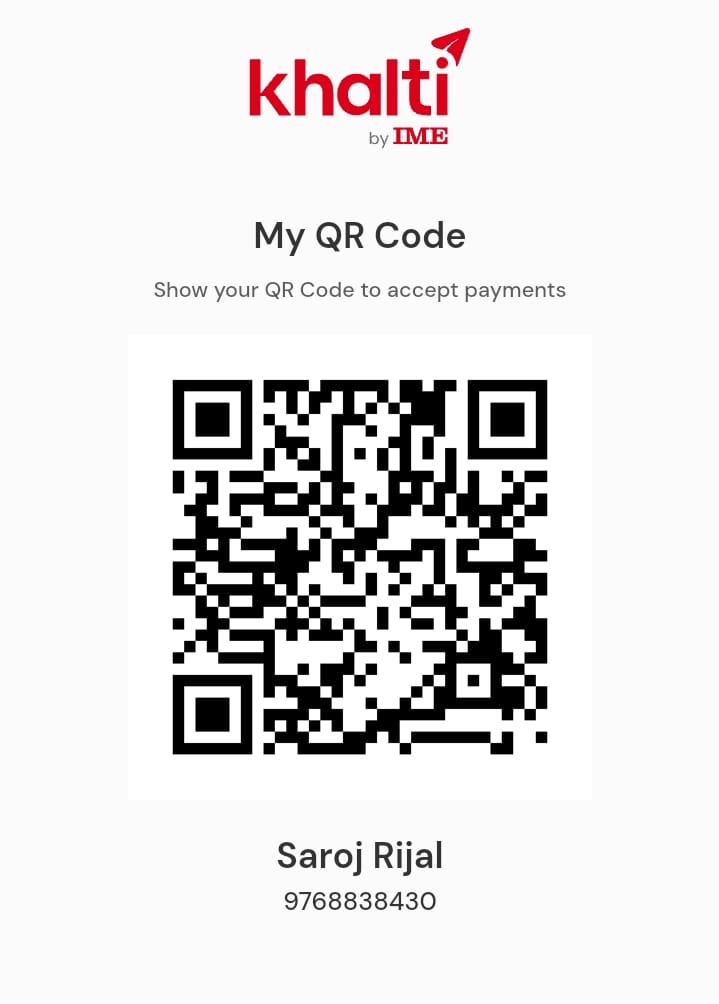 khalti
by IME
My QR Code
Show your QR Code to accept payments
Saroj Rijal
9768838430